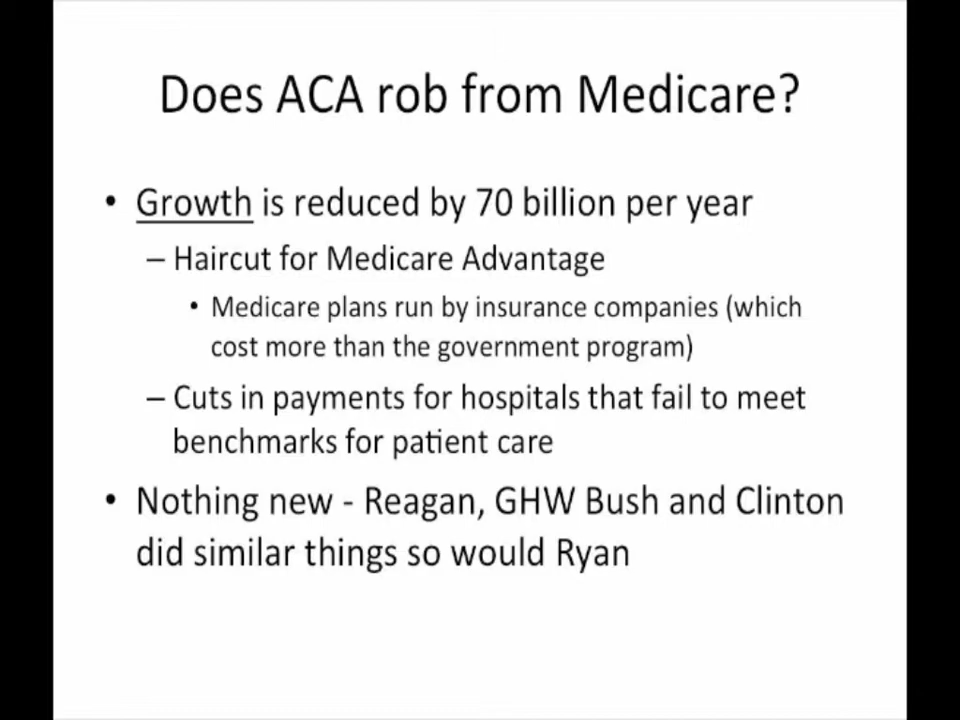 Does ACA rob from Medicare?
• Growth is reduced by 70 billion per year
– Haircut for Medicare Advantage
• Medicare plans run by insurance companies (which
cost more than the government program)
– Cuts in payments for hospitals that fail to meet
benchmarks for patient care
• Nothing new - Reagan, GHW Bush and Clinton
did similar things so would Ryan